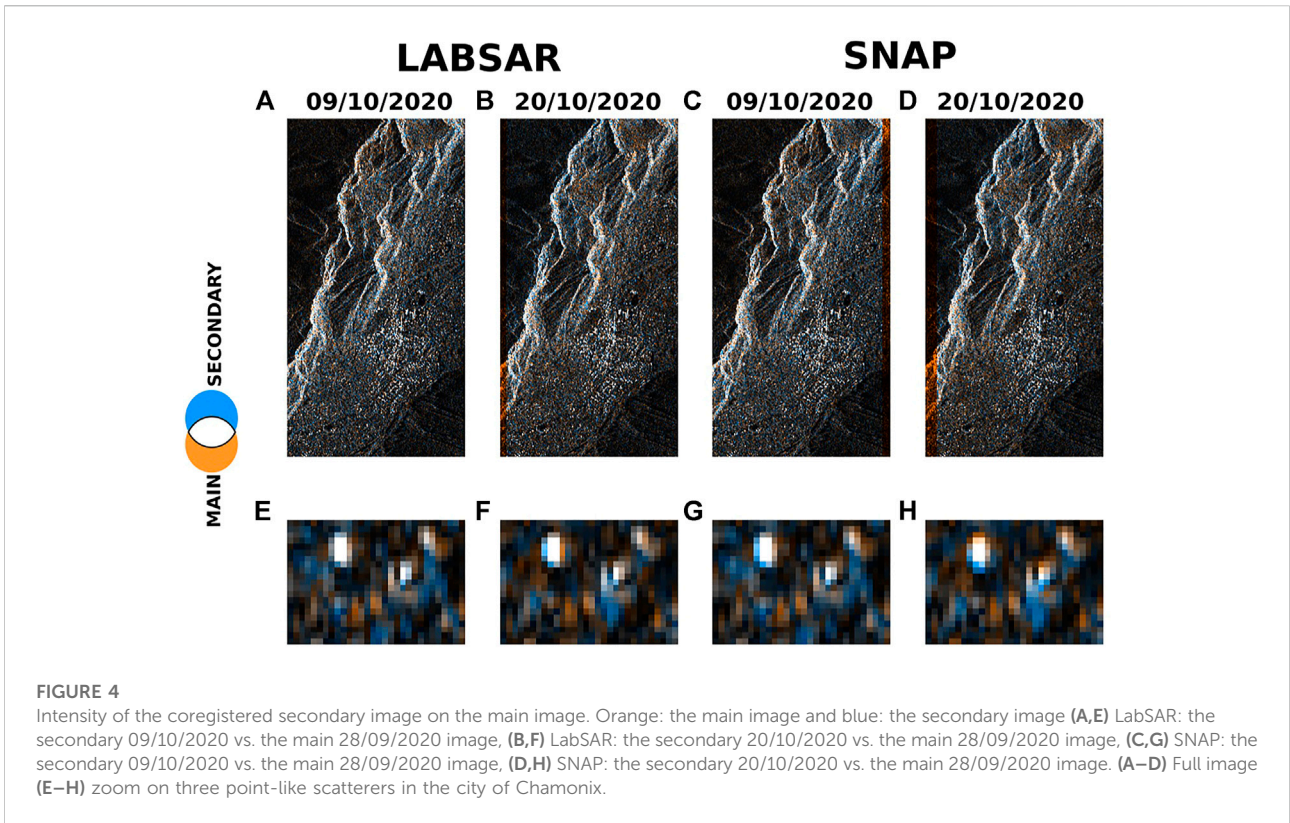 LABSAR
SNAP
A 09/10/2020 B 20/10/2020 C 09/10/2020 D 20/10/2020
SECONDARY
MAIN
E F G H
FIGURE 4
Intensity of the coregistered secondary image on the main image. Orange: the main image and blue: the secondary image (A,E) LabSAR: the
secondary 09/10/2020 vs. the main 28/09/2020 image, (B,F) LabSAR: the secondary 20/10/2020 vs. the main 28/09/2020 image, (C,G) SNAP: the
secondary 09/10/2020 vs. the main 28/09/2020 image, (D,H) SNAP: the secondary 20/10/2020 vs. the main 28/09/2020 image. (A–D) Full image
(E–H) zoom on three point-like scatterers in the city of Chamonix.